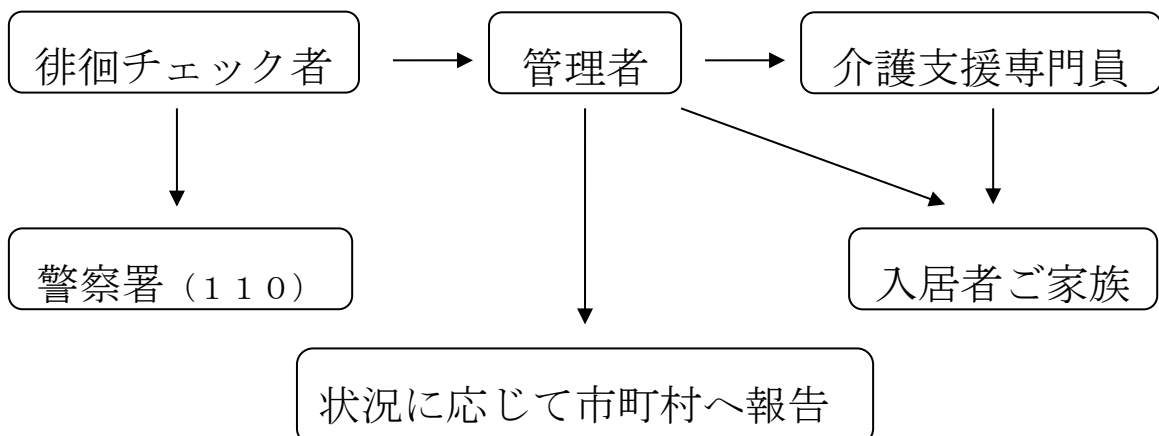 徘徊チェック者
管理者
介護支援専門員
警察署（１１０）
入居者ご家族
状況に応じて市町村へ報告